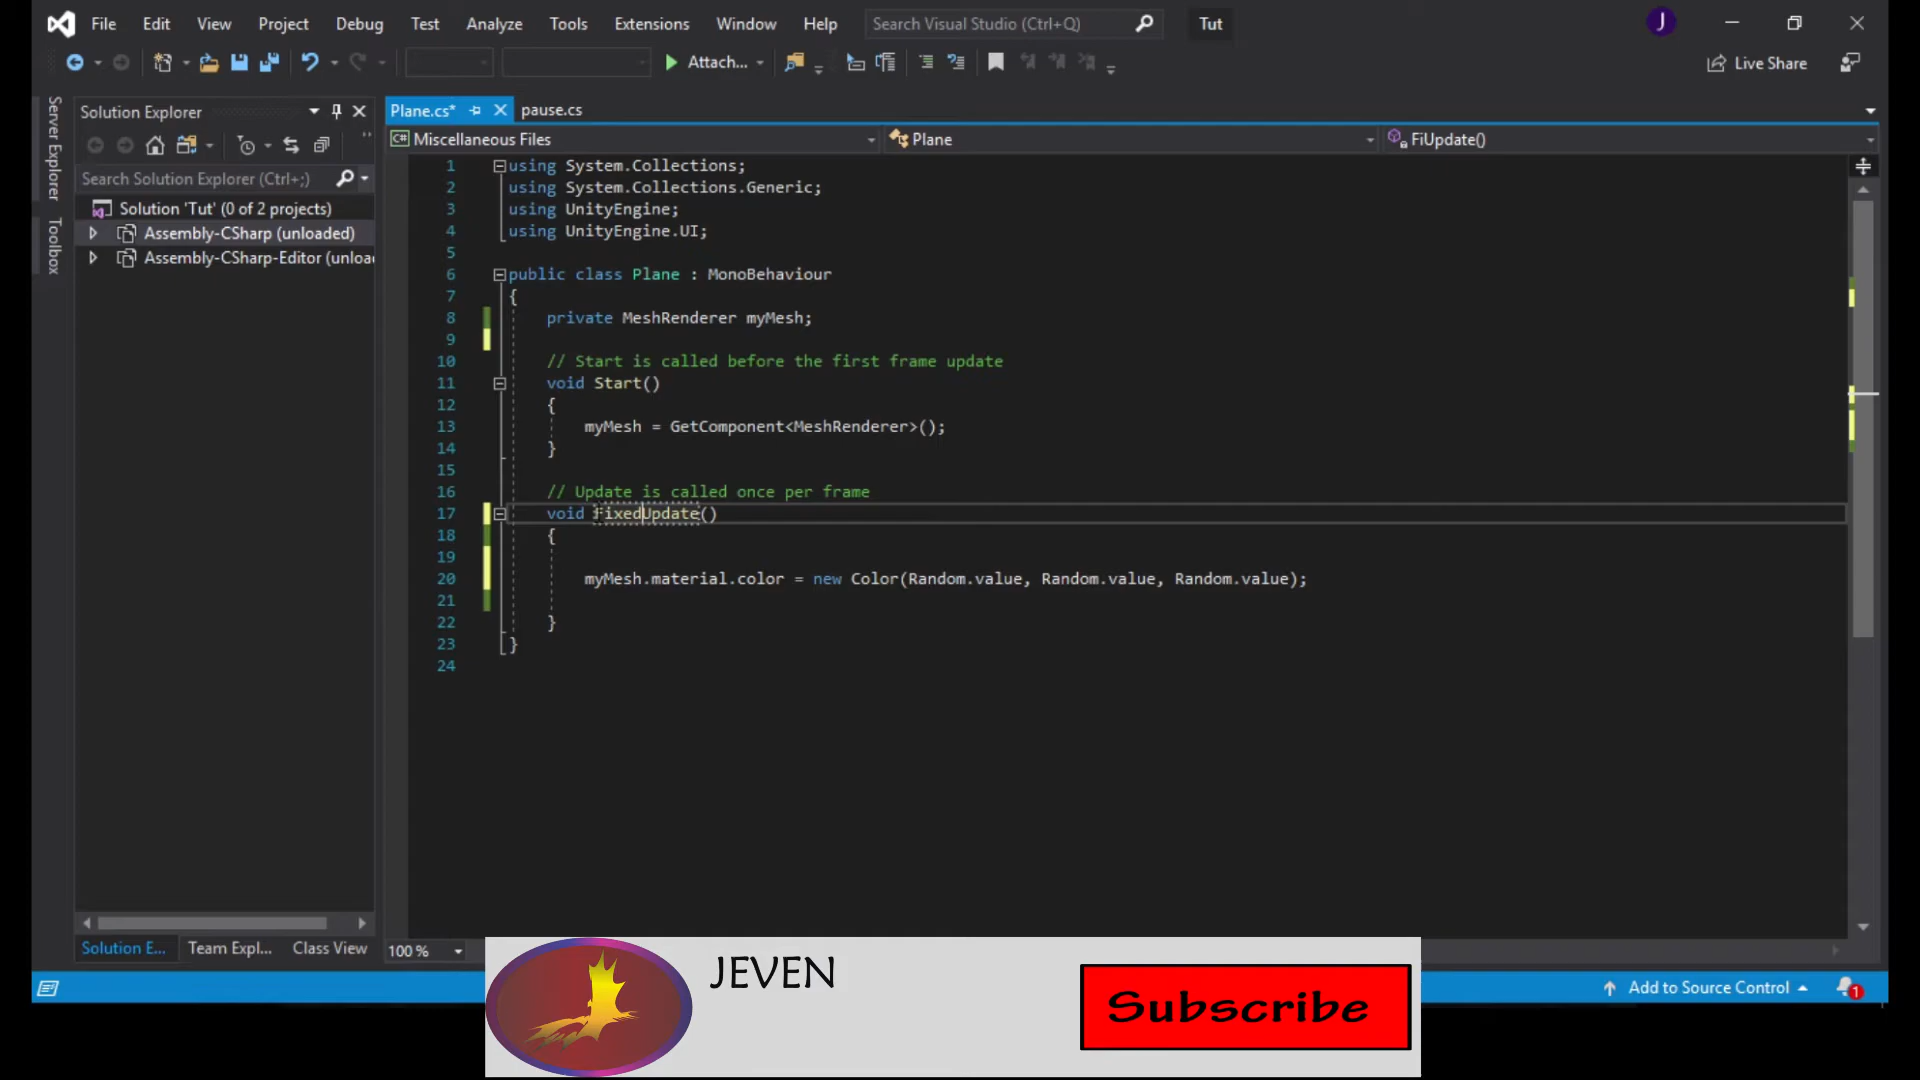 File Edit View Project Debug Test Analyze Tools Extensions Window Help Search Visual Studio (Ctrl+Q) Tut J
Attach... Live Share
Server Explorer
Toolbox
Solution Explorer
Search Solution Explorer (Ctrl+;)
Solution 'Tut' (0 of 2 projects)
Assembly-CSharp (unloaded)
Assembly-CSharp-Editor (unloa
Plane.cs* pause.cs
C# Miscellaneous Files Plane FiUpdate()
1 using System.Collections;
2 using System.Collections.Generic;
3 using UnityEngine;
4 using UnityEngine.UI;
5
6 public class Plane : MonoBehaviour
7 {
8 private MeshRenderer myMesh;
9
10 // Start is called before the first frame update
11 void Start()
12 {
13 myMesh = GetComponent<MeshRenderer>();
14 }
15
16 // Update is called once per frame
17 void FixedUpdate()
18 {
19
20 myMesh.material.color = new Color(Random.value, Random.value, Random.value);
21
22 }
23 }
24
Solution E... Team Expl... Class View
100 %
Add to Source Control 1
JEVEN
Subscribe